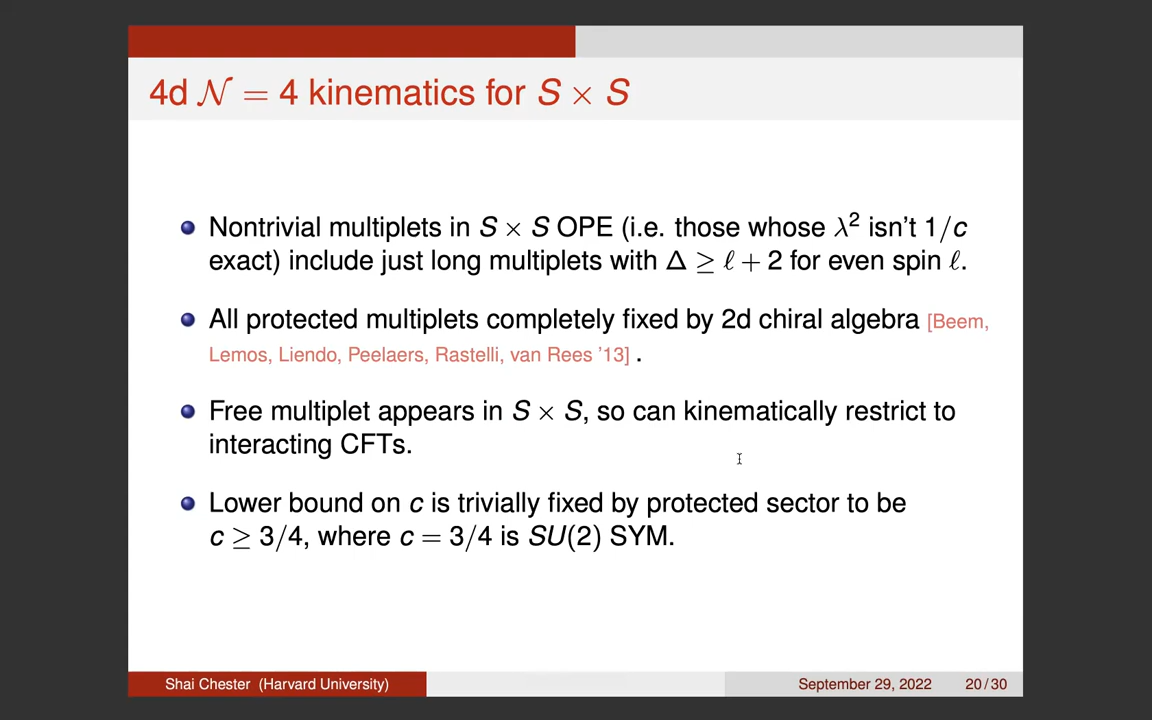 4d 𝒩 = 4 kinematics for S × S
Nontrivial multiplets in S × S OPE (i.e. those whose λ² isn't 1/c
exact) include just long multiplets with Δ ≥ ℓ + 2 for even spin ℓ.
All protected multiplets completely fixed by 2d chiral algebra [Beem,
Lemos, Liendo, Peelaers, Rastelli, van Rees '13] .
Free multiplet appears in S × S, so can kinematically restrict to
interacting CFTs.
Lower bound on c is trivially fixed by protected sector to be
c ≥ 3/4, where c = 3/4 is SU(2) SYM.
Shai Chester (Harvard University)
September 29, 2022 20 / 30